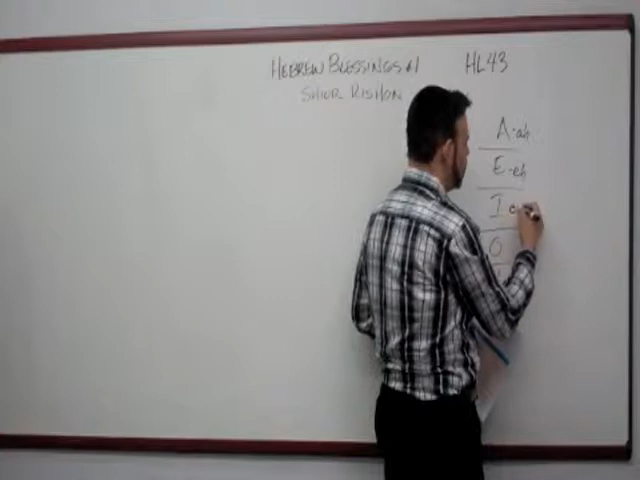 HEBREW BLESSINGS #1 HL43
SHIUR RISHON
A-ah
E-eh
I
O